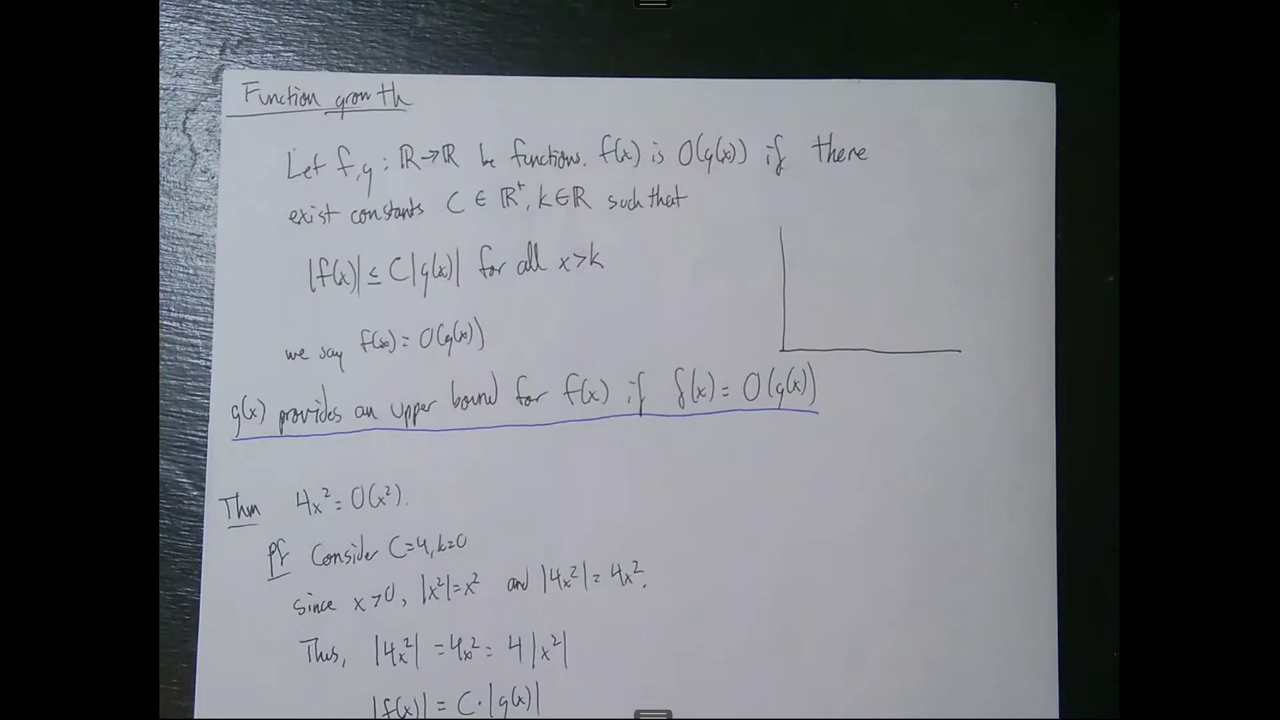 Function growth
Let f,g : ℝ→ℝ be functions. f(x) is O(g(x)) if there
exist constants C ∈ ℝ⁺, k∈ℝ such that
|f(x)| ≤ C|g(x)| for all x>k
we say f(x) = O(g(x))
g(x) provides an upper bound for f(x) if f(x) = O(g(x))
Thm 4x² = O(x²).
Pf Consider C=4, k=0
since x>0, |x²|=x² and |4x²|=4x².
Thus, |4x²| = 4x² = 4|x²|
|f(x)| = C·|g(x)|